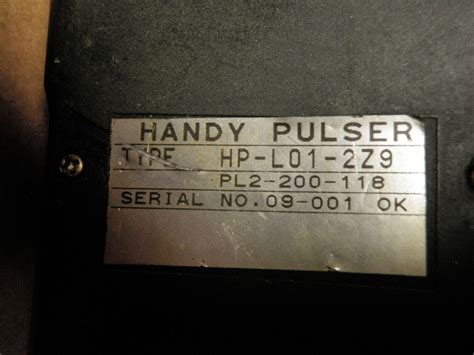 HANDY PULSER
TYPE HP-L01-2Z9
PL2-200-118
SERIAL NO.09-001 OK